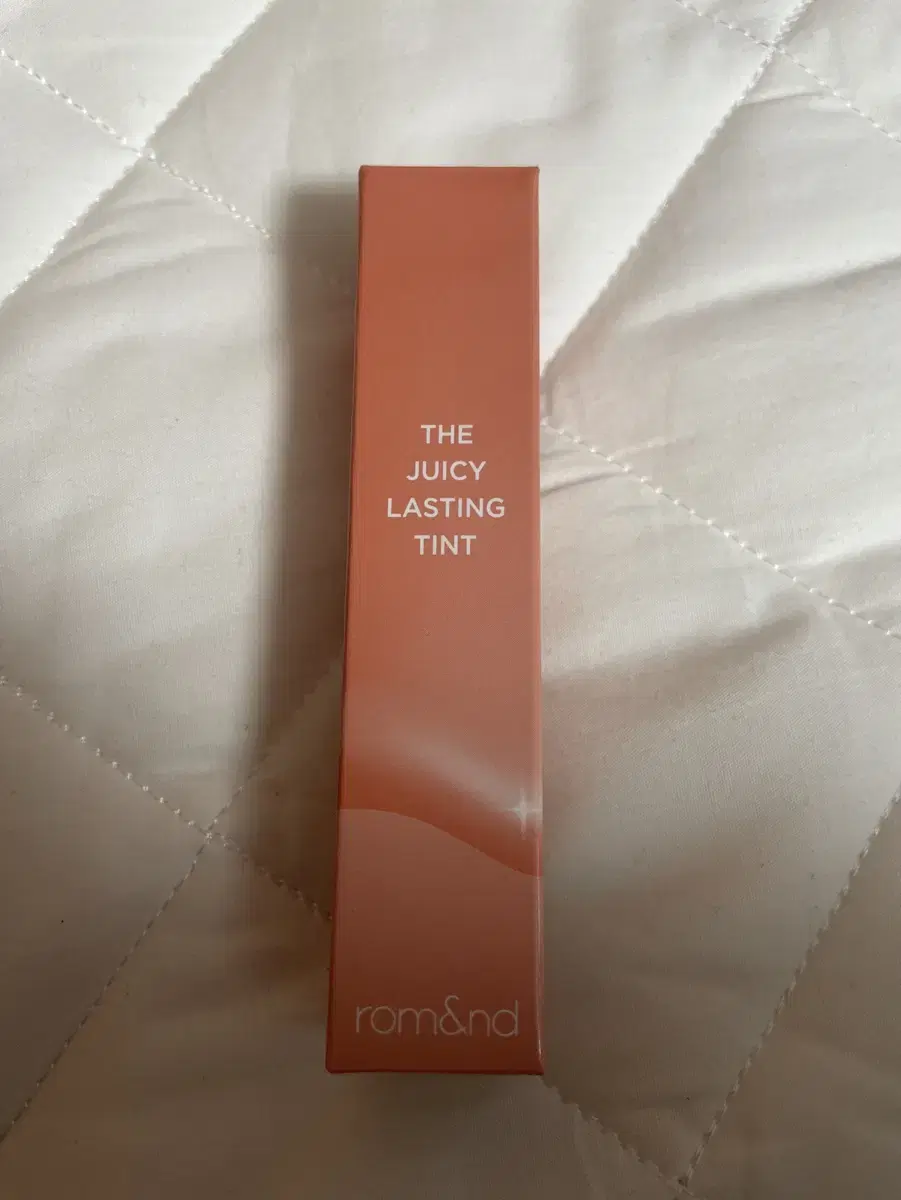 THE
JUICY
LASTING
TINT
rom&nd